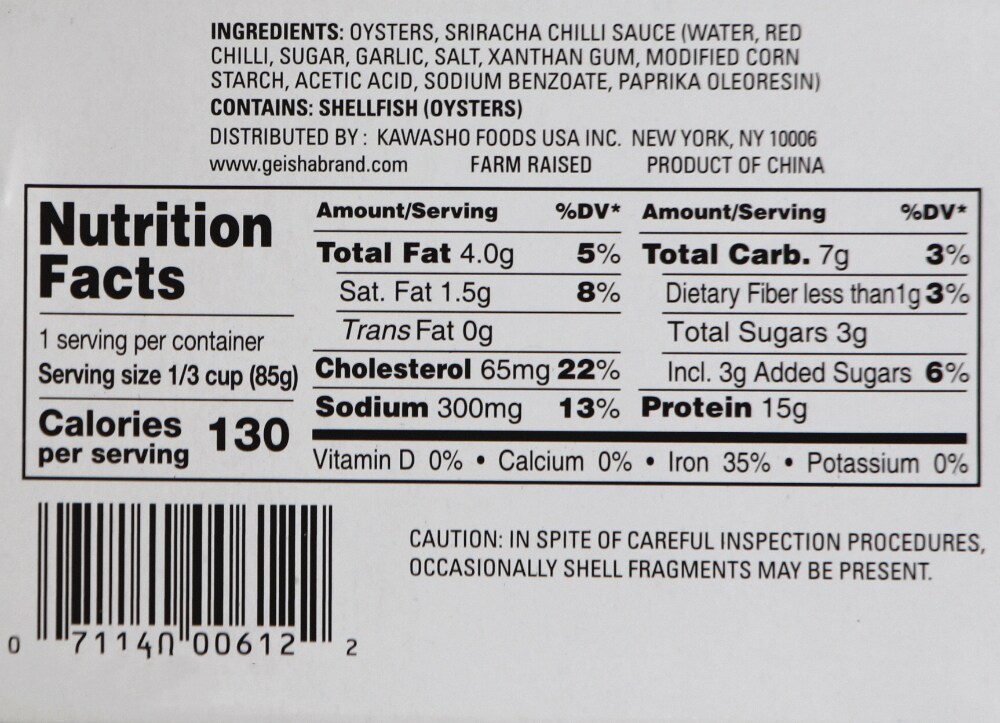 INGREDIENTS: OYSTERS, SRIRACHA CHILLI SAUCE (WATER, RED
CHILLI, SUGAR, GARLIC, SALT, XANTHAN GUM, MODIFIED CORN
STARCH, ACETIC ACID, SODIUM BENZOATE, PAPRIKA OLEORESIN)
CONTAINS: SHELLFISH (OYSTERS)
DISTRIBUTED BY : KAWASHO FOODS USA INC. NEW YORK, NY 10006
www.geishabrand.com FARM RAISED PRODUCT OF CHINA
Nutrition
Facts
1 serving per container
Serving size 1/3 cup (85g)
Calories
per serving 130
Amount/Serving %DV*
Total Fat 4.0g 5%
Sat. Fat 1.5g 8%
Trans Fat 0g
Cholesterol 65mg 22%
Sodium 300mg 13%
Amount/Serving %DV*
Total Carb. 7g 3%
Dietary Fiber less than1g 3%
Total Sugars 3g
Incl. 3g Added Sugars 6%
Protein 15g
Vitamin D 0% • Calcium 0% • Iron 35% • Potassium 0%
CAUTION: IN SPITE OF CAREFUL INSPECTION PROCEDURES,
OCCASIONALLY SHELL FRAGMENTS MAY BE PRESENT.
0 71140 00612 2